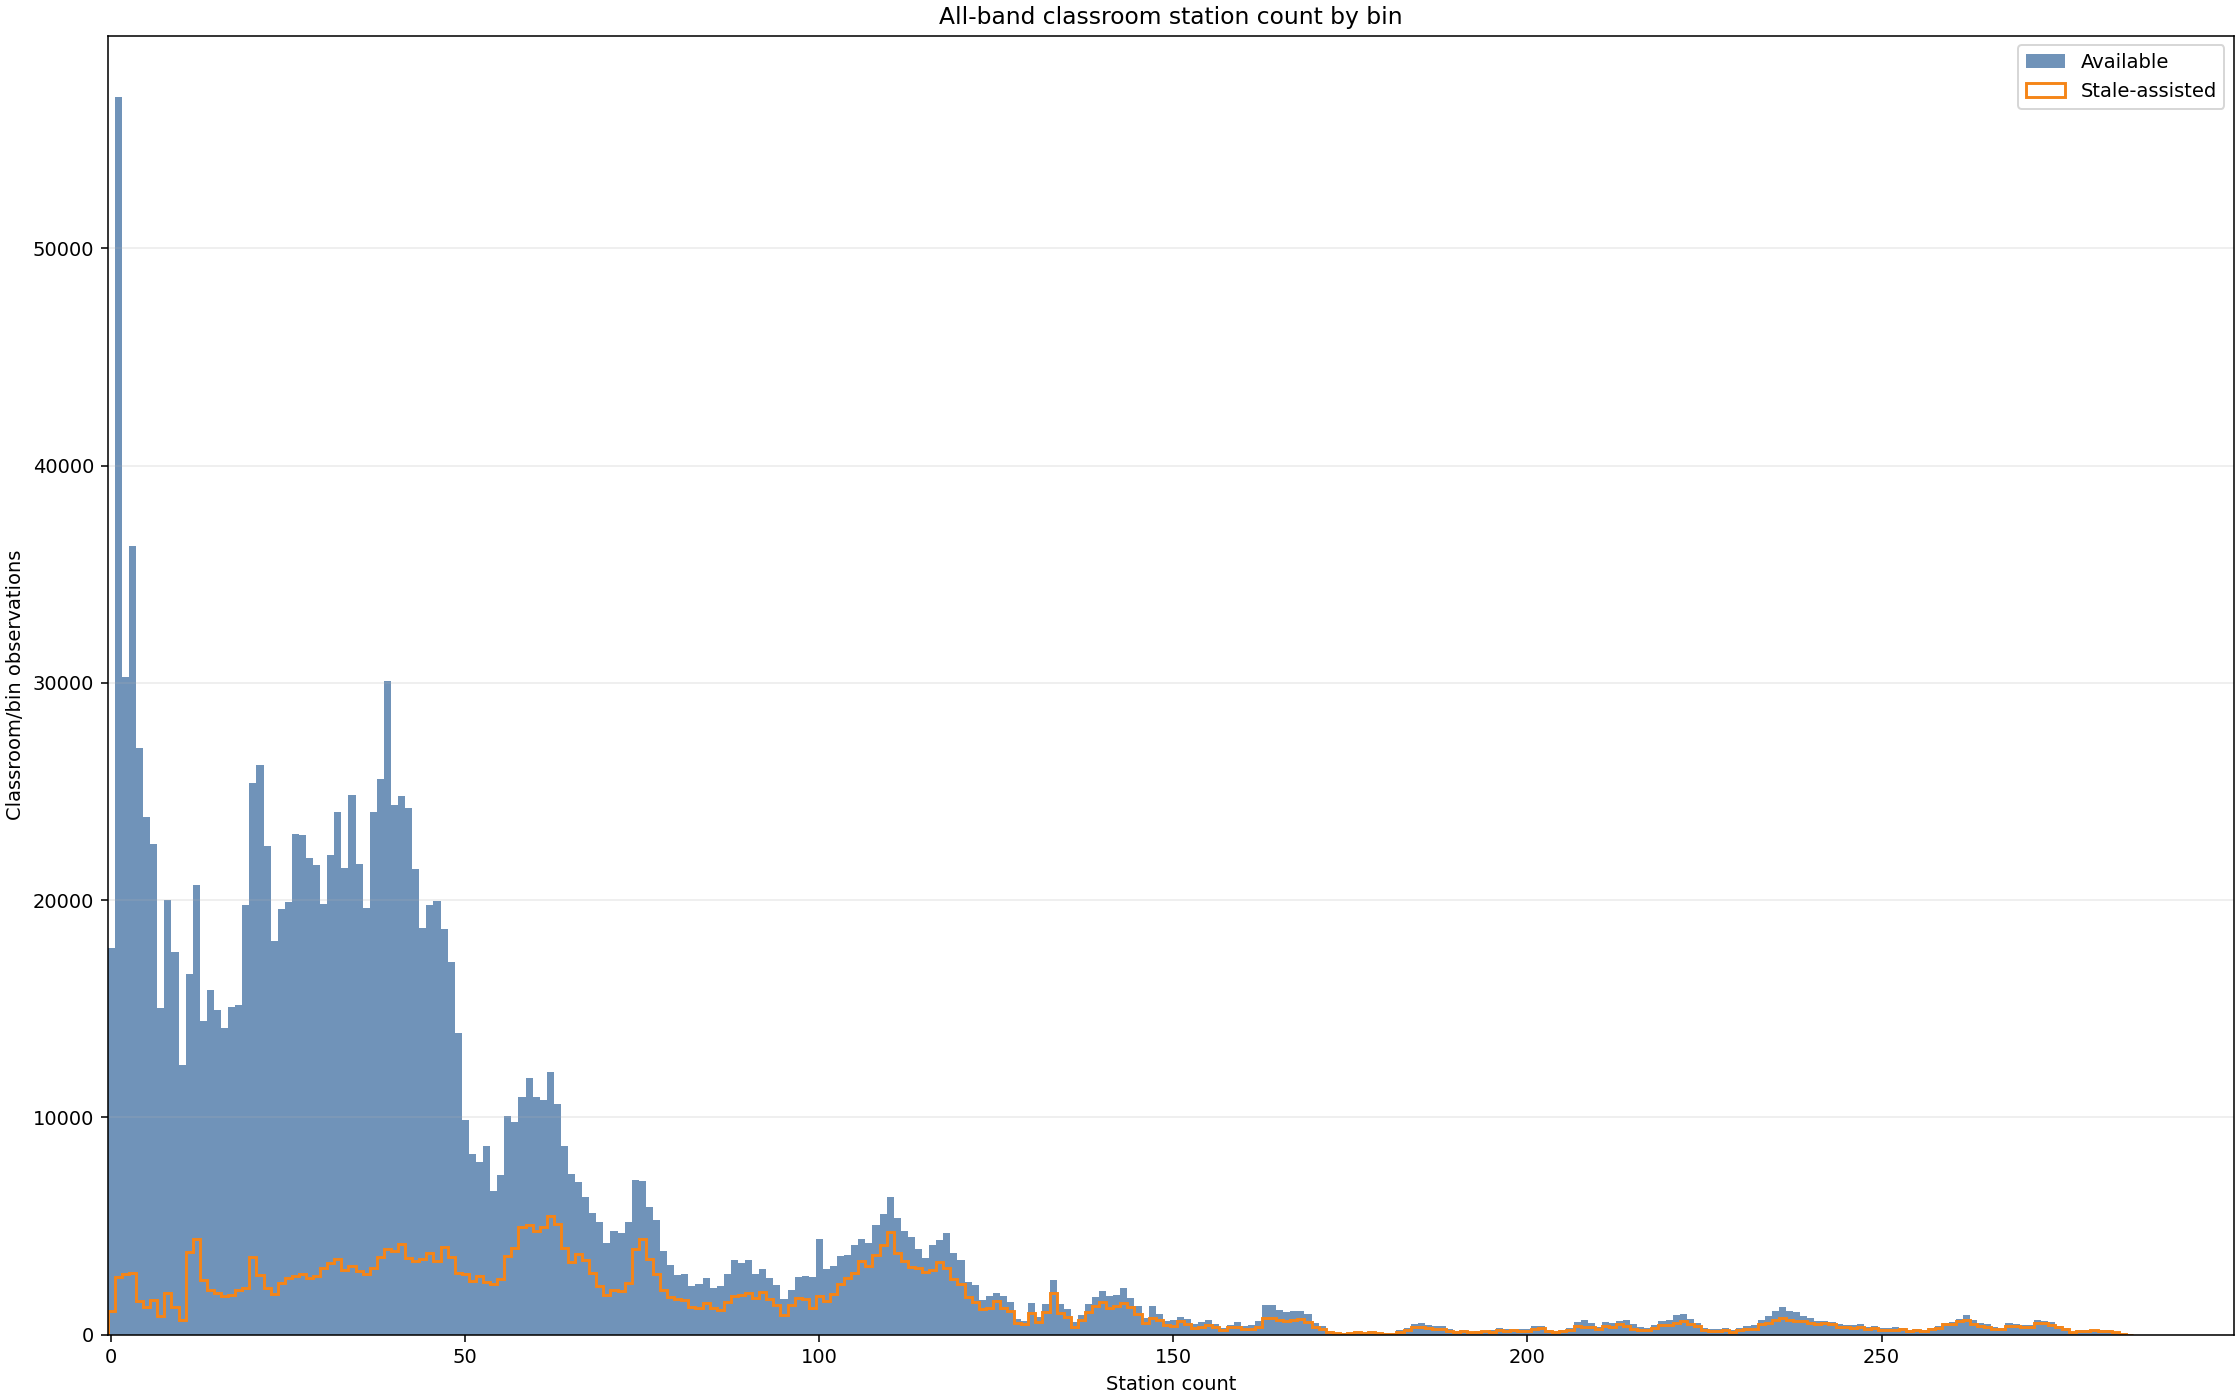 All-band classroom station count by bin
Available
Stale-assisted
Classroom/bin observations
50000
40000
30000
20000
10000
0
0 50 100 150 200 250
Station count